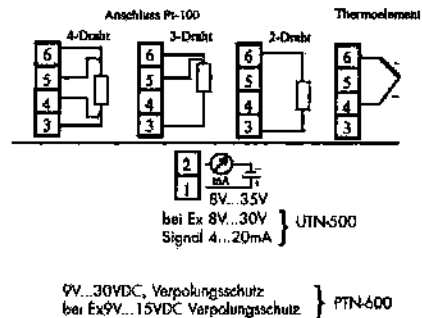 Anschluss Pt-100 Thermoelement
4-Draht 3-Draht 2-Draht
6 6 6 6
5 5 5 5
4 4 4 4
3 3 3 3
2
1
mA
8V...35V
bei Ex 8V...30V
Signal 4...20mA
UTN-500
9V...30VDC, Verpolungsschutz
bei Ex9V...15VDC Verpolungsschutz
PTN-600